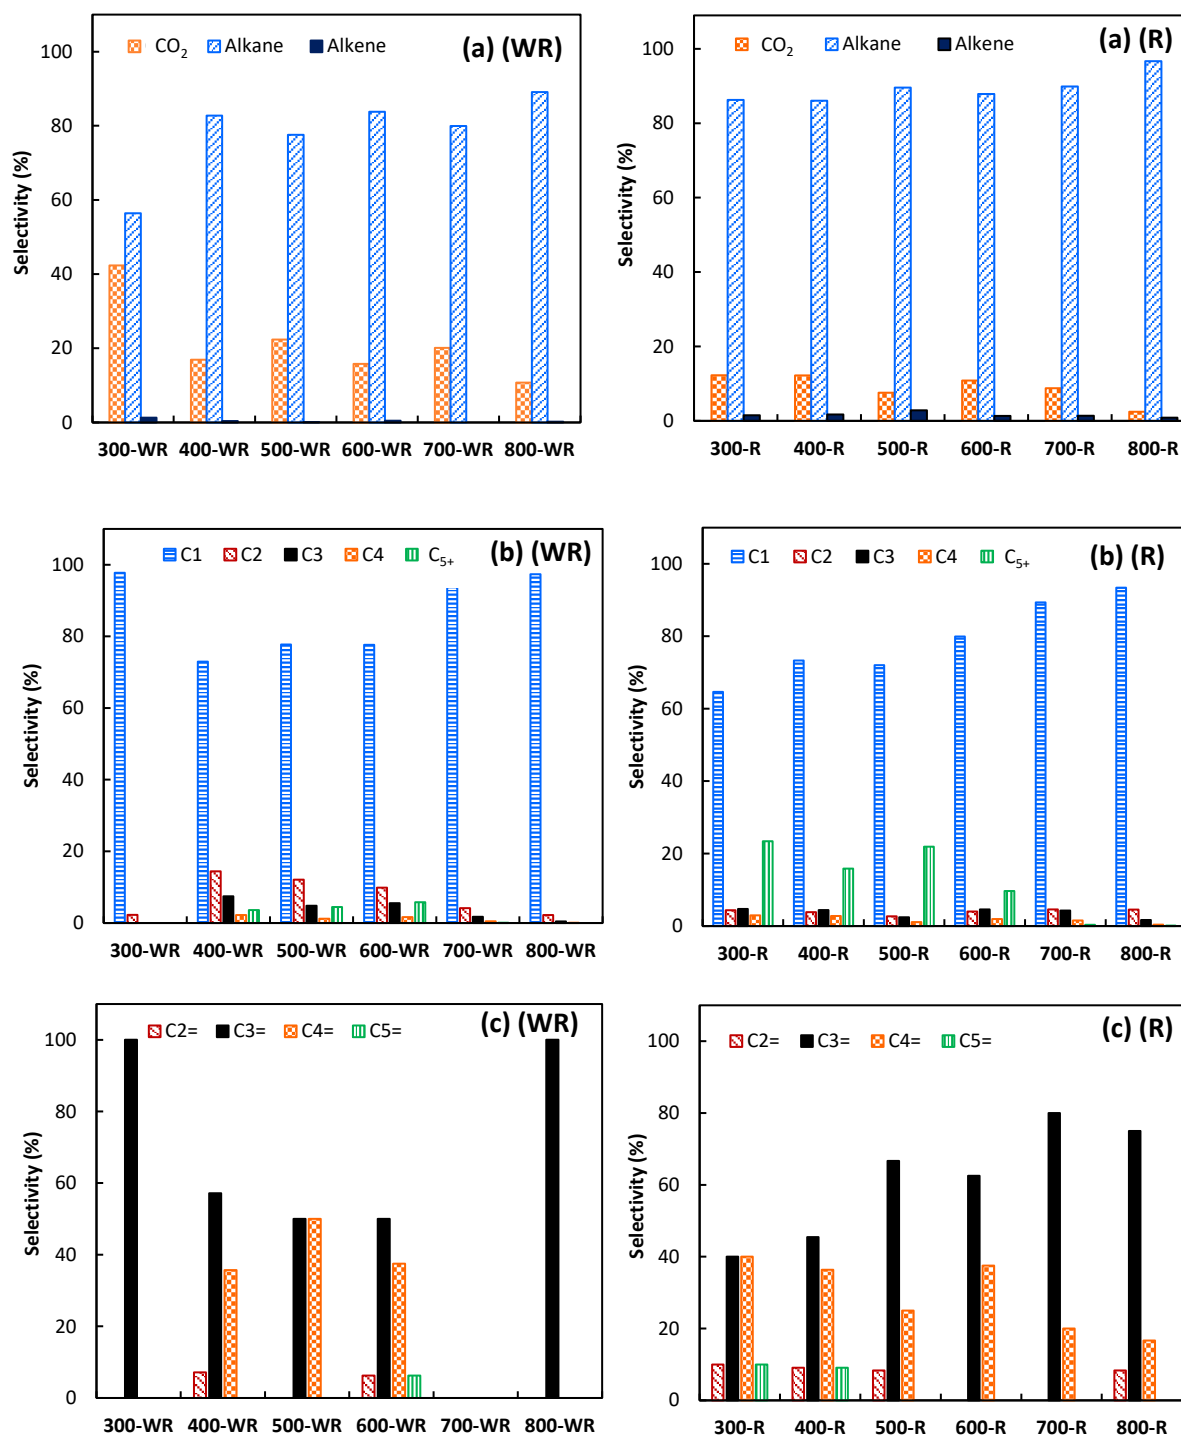 CO2 Alkane Alkene (a) (WR)
Selectivity (%)
100
80
60
40
20
0
300-WR 400-WR 500-WR 600-WR 700-WR 800-WR
(a) (R)
CO2 Alkane Alkene
Selectivity (%)
100
80
60
40
20
0
300-R 400-R 500-R 600-R 700-R 800-R
C1 C2 C3 C4 C5+ (b) (WR)
Selectivity (%)
100
80
60
40
20
0
300-WR 400-WR 500-WR 600-WR 700-WR 800-WR
C1 C2 C3 C4 C5+ (b) (R)
Selectivity (%)
100
80
60
40
20
0
300-R 400-R 500-R 600-R 700-R 800-R
C2= C3= C4= C5= (c) (WR)
Selectivity (%)
100
80
60
40
20
0
300-WR 400-WR 500-WR 600-WR 700-WR 800-WR
(c) (R)
C2= C3= C4= C5=
Selectivity (%)
100
80
60
40
20
0
300-R 400-R 500-R 600-R 700-R 800-R